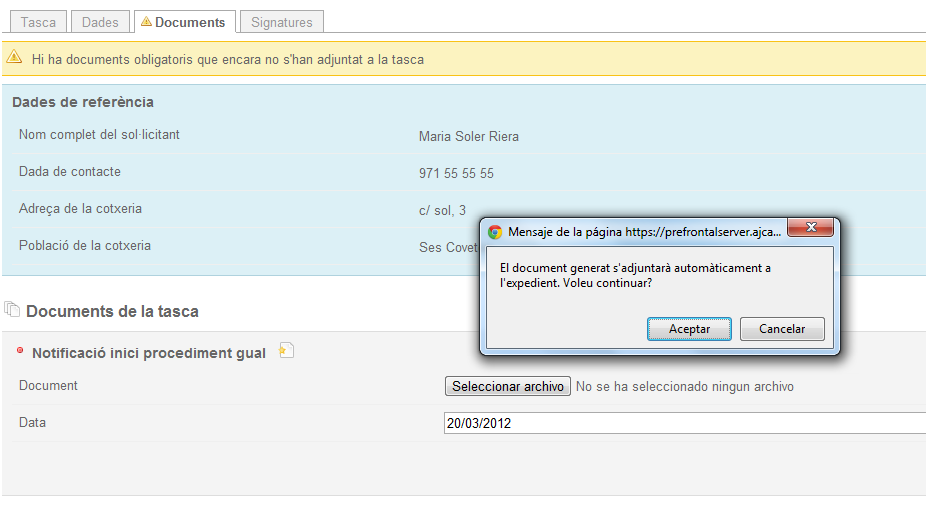 Tasca Dades Documents Signatures
Hi ha documents obligatoris que encara no s'han adjuntat a la tasca
Dades de referència
Nom complet del sol·licitant Maria Soler Riera
Dada de contacte 971 55 55 55
Adreça de la cotxeria c/ sol, 3
Població de la cotxeria Ses Covet
Mensaje de la página https://prefrontalserver.ajca...
El document generat s'adjuntarà automàticament a
l'expedient. Voleu continuar?
Aceptar Cancelar
Documents de la tasca
Notificació inici procediment gual
Document Seleccionar archivo No se ha seleccionado ningun archivo
Data 20/03/2012